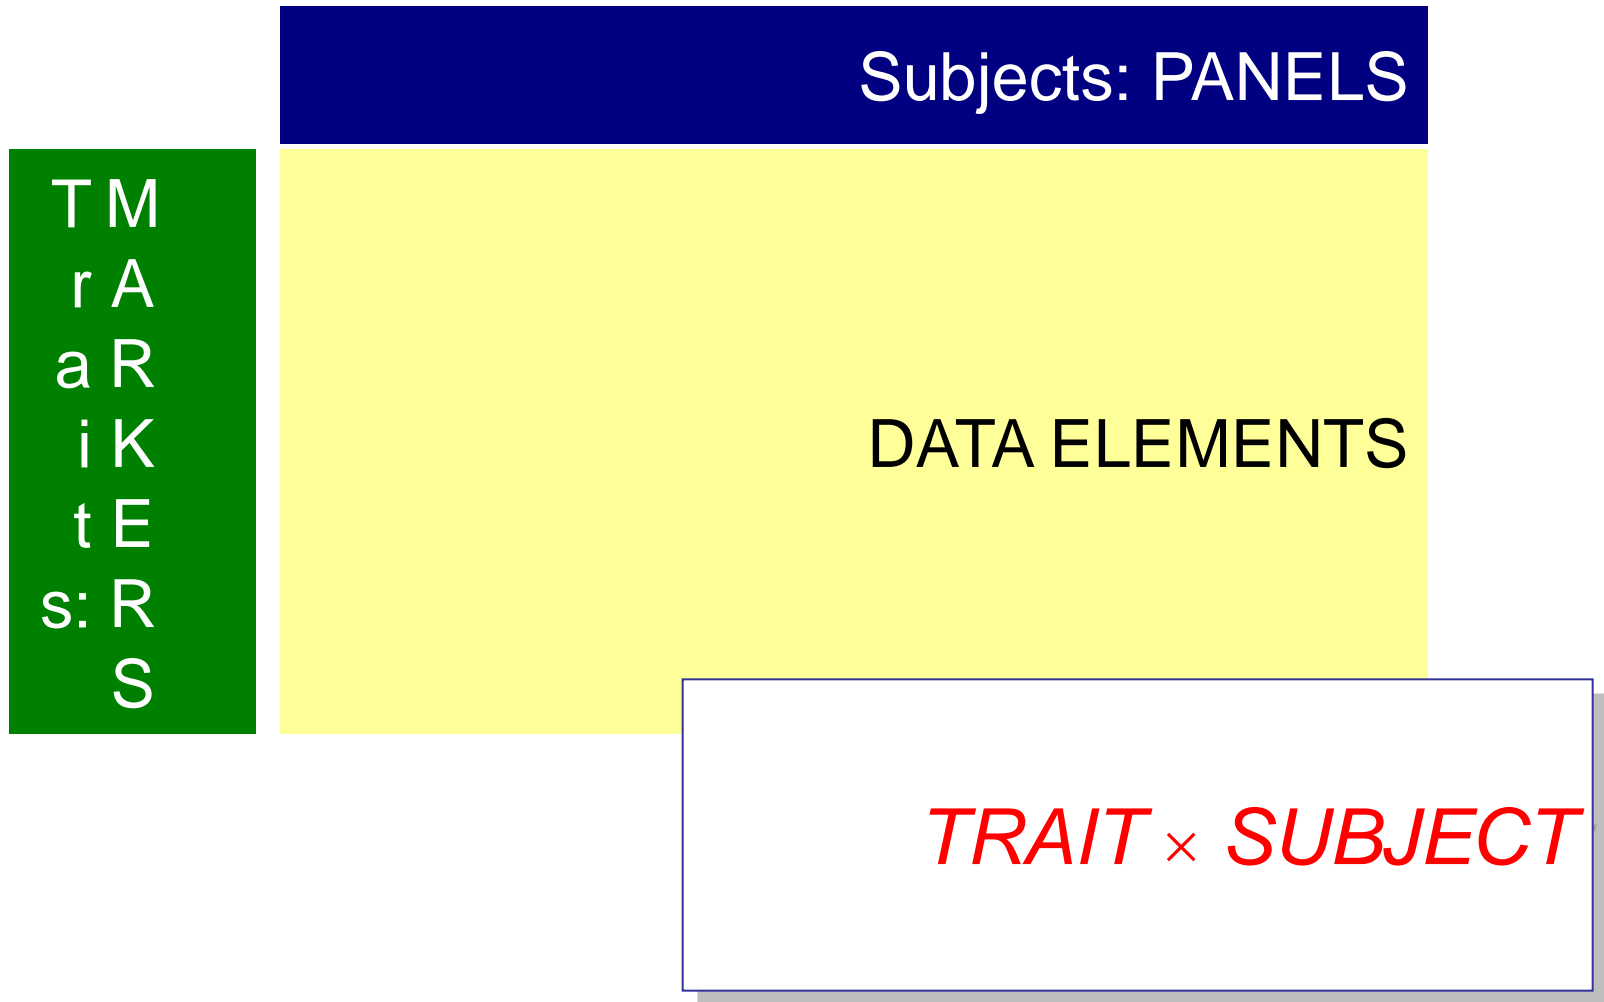 Subjects: PANELS
Traits:
MARKERS
DATA ELEMENTS
TRAIT × SUBJECT